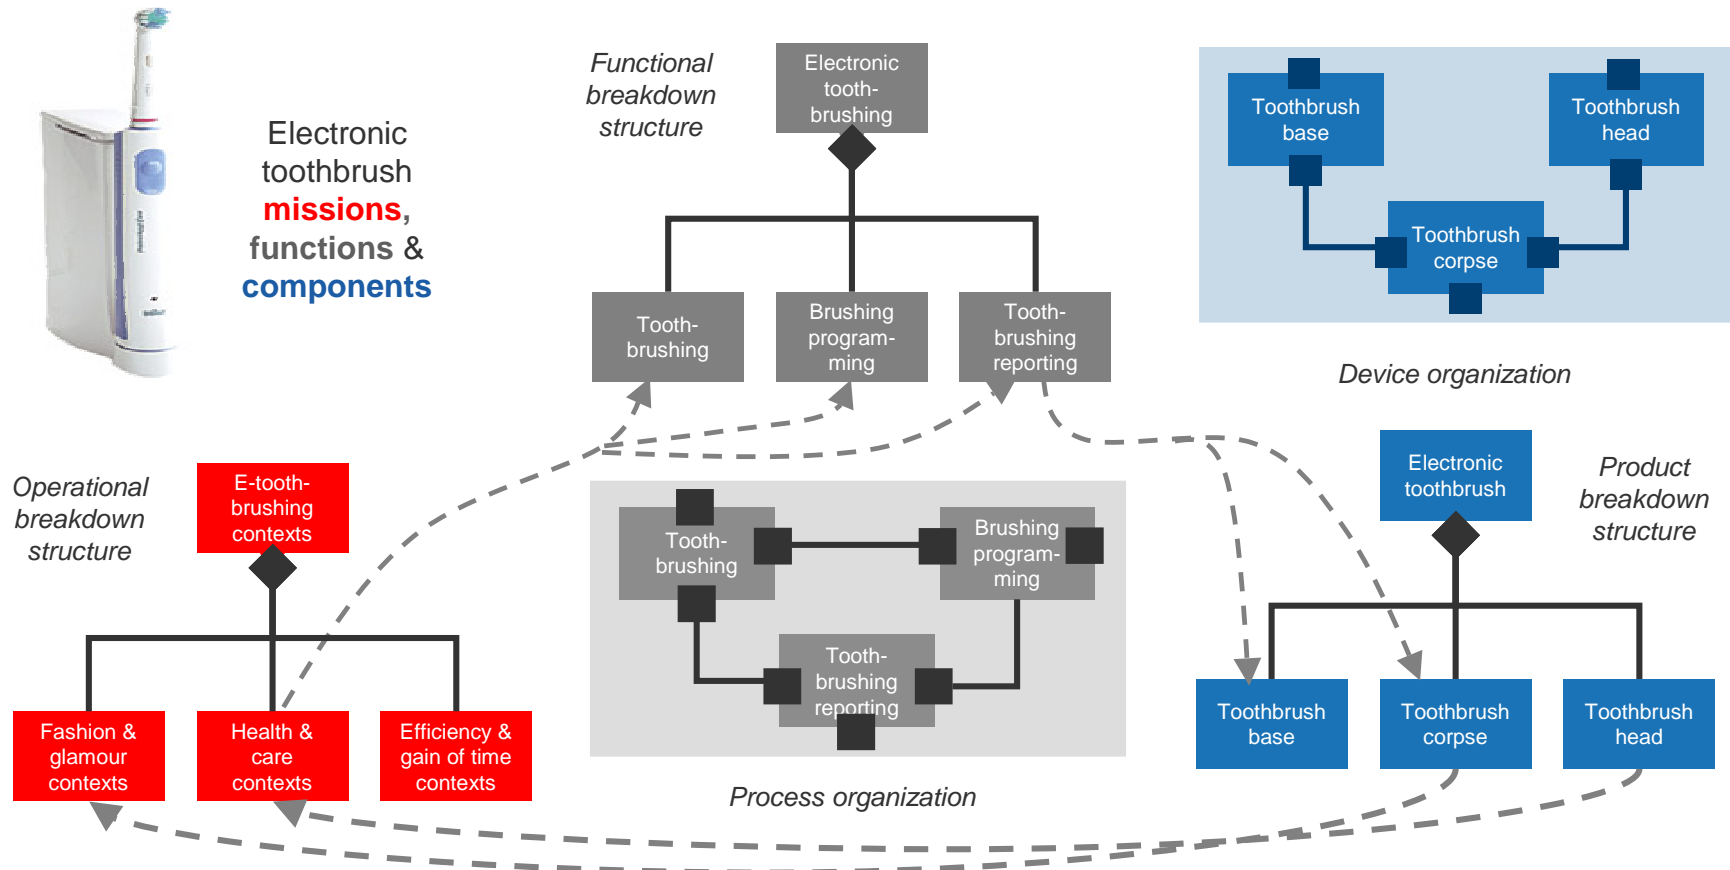 Electronic
toothbrush
missions,
functions &
components
Functional
breakdown
structure
Electronic
tooth-
brushing
Tooth-
brushing
Brushing
program-
ming
Tooth-
brushing
reporting
Toothbrush
base
Toothbrush
head
Toothbrush
corpse
Device organization
Operational
breakdown
structure
E-tooth-
brushing
contexts
Fashion &
glamour
contexts
Health &
care
contexts
Efficiency &
gain of time
contexts
Tooth-
brushing
Brushing
program-
ming
Tooth-
brushing
reporting
Process organization
Electronic
toothbrush
Product
breakdown
structure
Toothbrush
base
Toothbrush
corpse
Toothbrush
head